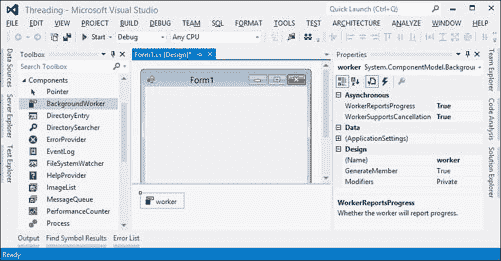 Threading - Microsoft Visual Studio
Quick Launch (Ctrl+Q)
FILE EDIT VIEW PROJECT BUILD DEBUG TEAM SQL FORMAT TOOLS TEST ARCHITECTURE ANALYZE WINDOW HELP
Start Debug Any CPU
Data Sources
Server Explorer
Test Explorer
Toolbox
Components
Pointer
BackgroundWorker
DirectoryEntry
DirectorySearcher
ErrorProvider
EventLog
FileSystemWatcher
HelpProvider
ImageList
MessageQueue
PerformanceCounter
Process
Form1.cs [Design]*
Form1
worker
Properties
worker System.ComponentModel.Backgrou
Asynchronous
WorkerReportsProgress True
WorkerSupportsCancellation True
Data
(ApplicationSettings)
Design
(Name) worker
GenerateMember True
Modifiers Private
WorkerReportsProgress
Whether the worker will report progress.
Team Explorer
Code Analysis
Solution Explorer
Output Find Symbol Results Error List
Ready